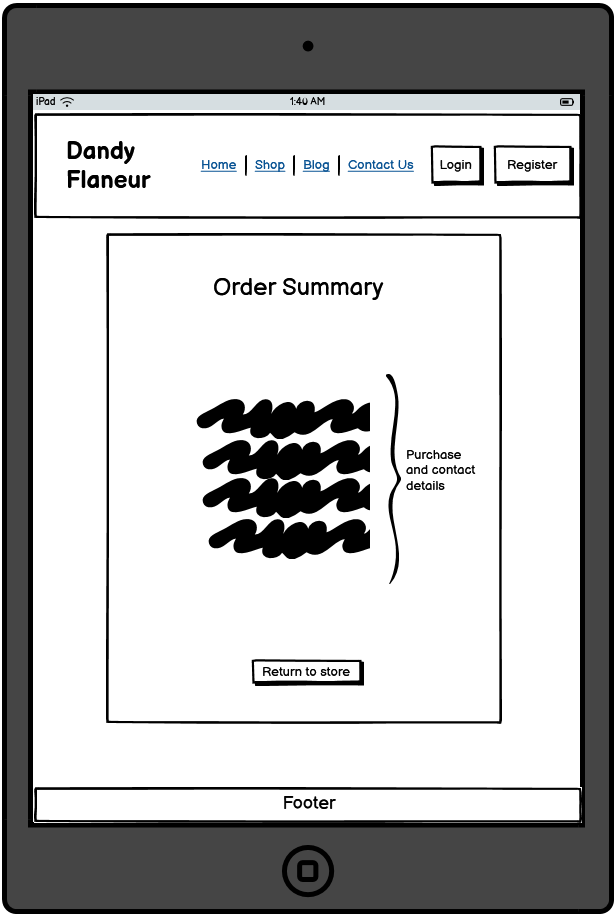 iPad 1:40 AM
Dandy
Flaneur
Home Shop Blog Contact Us Login Register
Order Summary
Purchase
and contact
details
Return to store
Footer